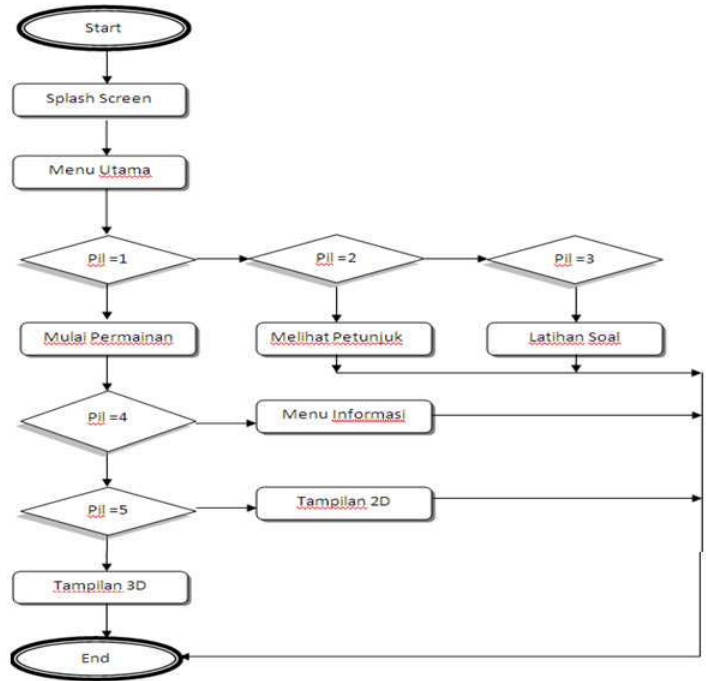 Start
Splash Screen
Menu Utama
Pil =1
Pil =2
Pil =3
Mulai Permainan
Melihat Petunjuk
Latihan Soal
Pil =4
Menu Informasi
Pil =5
Tampilan 2D
Tampilan 3D
End